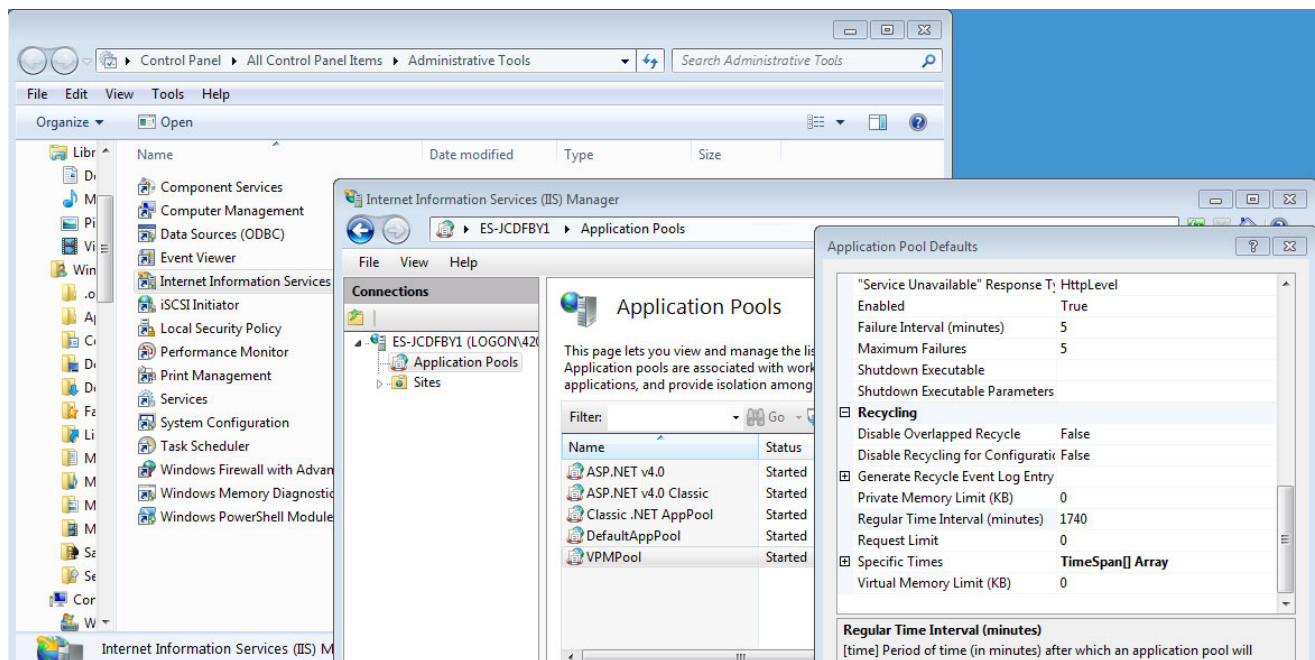 Control Panel ▸ All Control Panel Items ▸ Administrative Tools
Search Administrative Tools
File Edit View Tools Help
Organize Open
Name Date modified Type Size
Component Services
Computer Management
Data Sources (ODBC)
Event Viewer
Internet Information Services
iSCSI Initiator
Local Security Policy
Performance Monitor
Print Management
Services
System Configuration
Task Scheduler
Windows Firewall with Advan
Windows Memory Diagnostic
Windows PowerShell Module
Libr
D
M
Pi
Vi
Win
.o
A
C
D
D
Fa
Li
M
M
M
M
Sa
Se
Cor
W
Internet Information Services (IIS) M
Internet Information Services (IIS) Manager
ES-JCDFBY1 ▸ Application Pools
File View Help
Connections
ES-JCDFBY1 (LOGON\420
Application Pools
Sites
Application Pools
This page lets you view and manage the lis
Application pools are associated with work
applications, and provide isolation among
Filter: Go
Name Status
ASP.NET v4.0 Started
ASP.NET v4.0 Classic Started
Classic .NET AppPool Started
DefaultAppPool Started
VPMPool Started
Application Pool Defaults
"Service Unavailable" Response Ty HttpLevel
Enabled True
Failure Interval (minutes) 5
Maximum Failures 5
Shutdown Executable
Shutdown Executable Parameters
Recycling
Disable Overlapped Recycle False
Disable Recycling for Configuratic False
Generate Recycle Event Log Entry
Private Memory Limit (KB) 0
Regular Time Interval (minutes) 1740
Request Limit 0
Specific Times TimeSpan[] Array
Virtual Memory Limit (KB) 0
Regular Time Interval (minutes)
[time] Period of time (in minutes) after which an application pool will